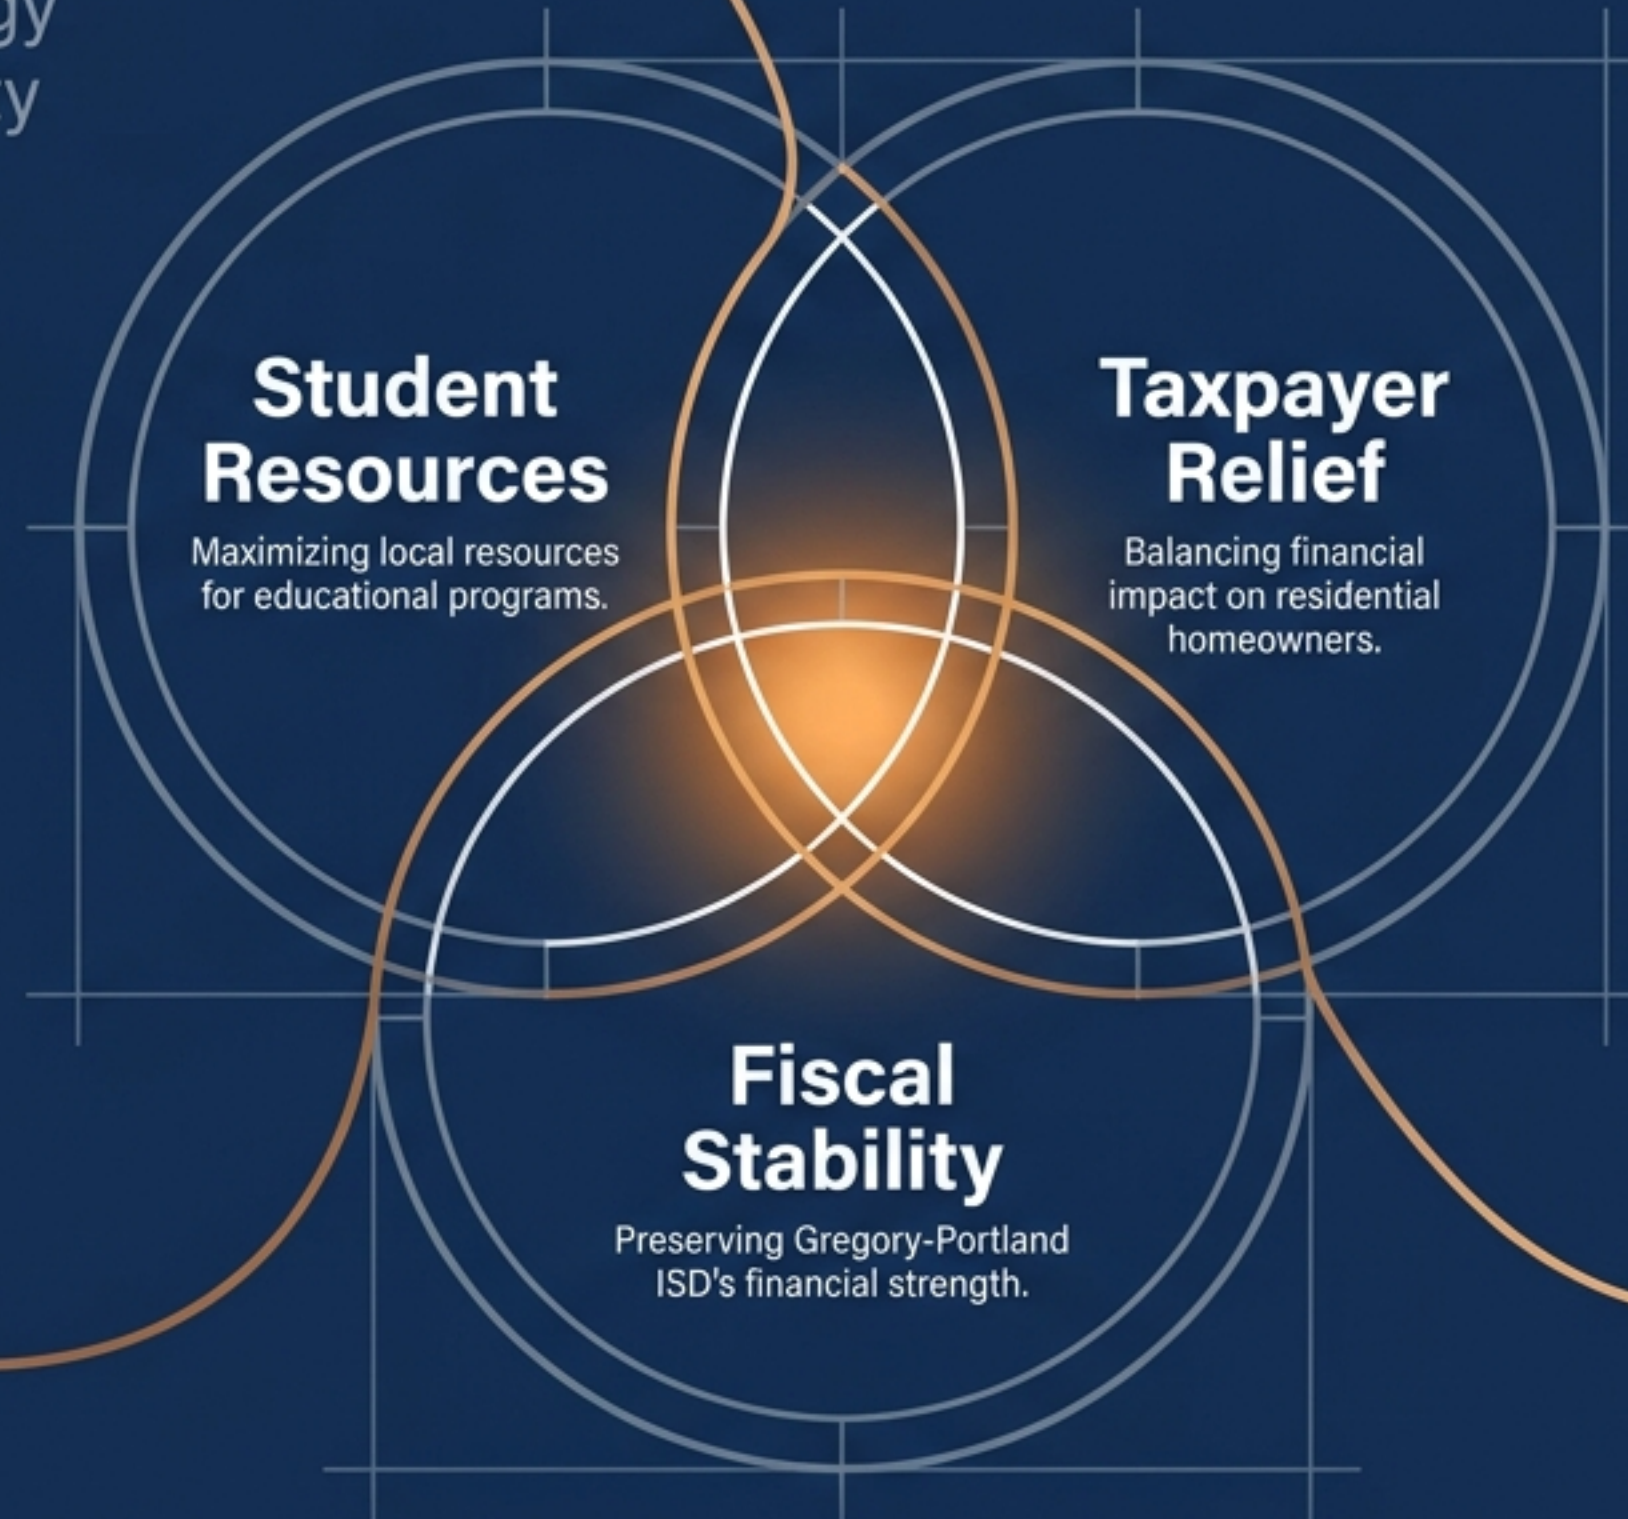 Student
Resources
Maximizing local resources
for educational programs.
Taxpayer
Relief
Balancing financial
impact on residential
homeowners.
Fiscal
Stability
Preserving Gregory-Portland
ISD's financial strength.